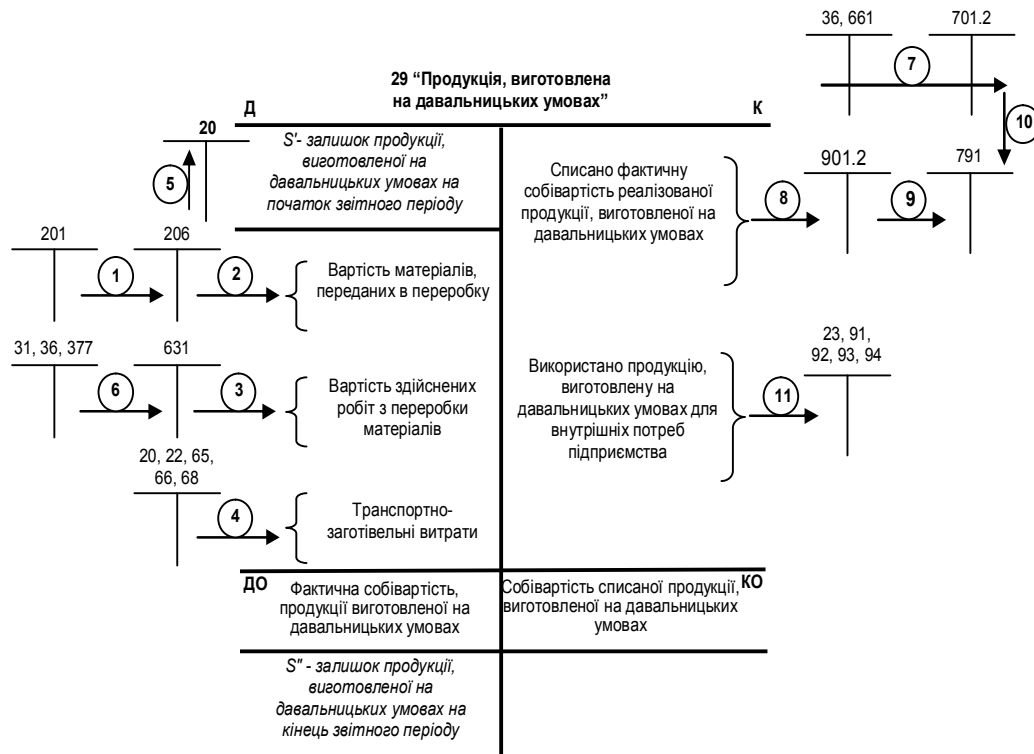 36, 661
701.2
7
29 “Продукція, виготовлена
на давальницьких умовах”
Д
К
10
20
5
S'- залишок продукції,
виготовленої на
давальницьких умовах на
початок звітного періоду
Списано фактичну
собівартість реалізованої
продукції, виготовленої на
давальницьких умовах
8
901.2
9
791
201
206
1
2
Вартість матеріалів,
переданих в переробку
31, 36, 377
631
6
3
Вартість здійснених
робіт з переробки
матеріалів
Використано продукцію,
виготовлену на
давальницьких умовах для
внутрішніх потреб
підприємства
11
23, 91,
92, 93, 94
20, 22, 65,
66, 68
4
Транспортно-
заготівельні витрати
ДО
Фактична собівартість,
продукції виготовленої на
давальницьких умовах
Собівартість списаної продукції,
виготовленої на давальницьких
умовах
КО
S" - залишок продукції,
виготовленої на
давальницьких умовах на
кінець звітного періоду